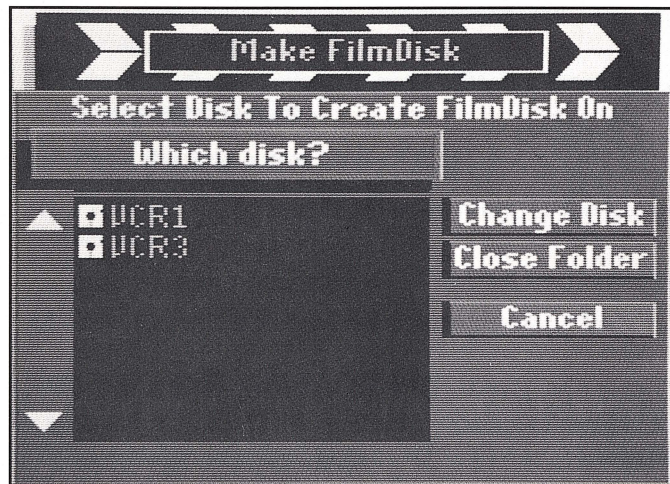 Make FilmDisk
Select Disk To Create FilmDisk On
Which disk?
VCR1
VCR3
Change Disk
Close Folder
Cancel